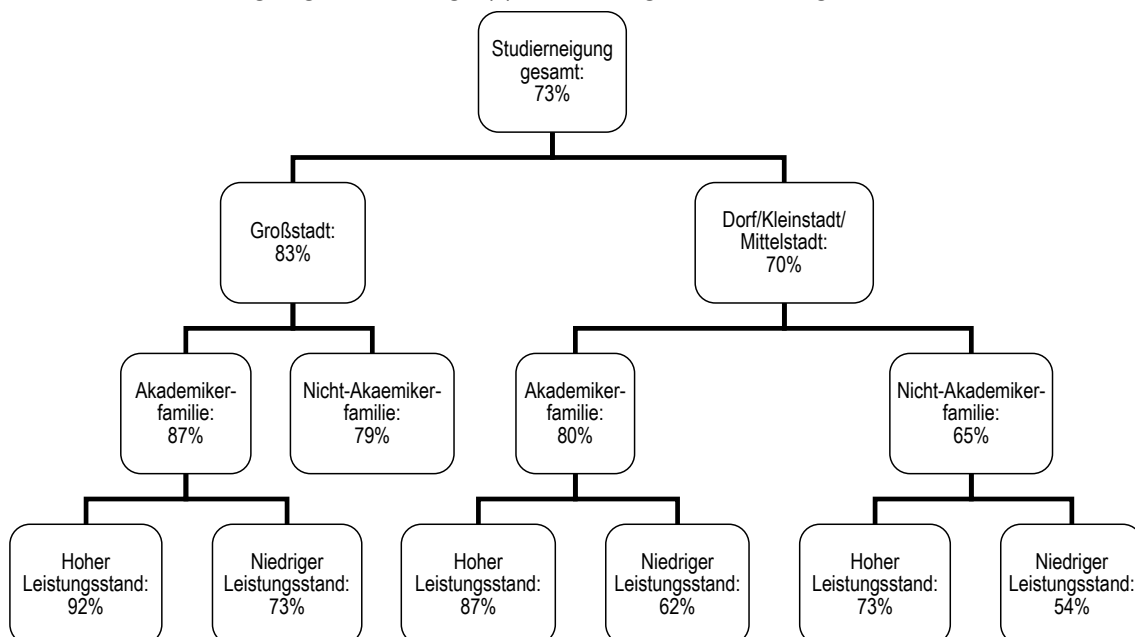 Studierneigung
gesamt:
73%
Großstadt:
83%
Dorf/Kleinstadt/
Mittelstadt:
70%
Akademiker-
familie:
87%
Nicht-Akaemiker-
familie:
79%
Akademiker-
familie:
80%
Nicht-Akademiker-
familie:
65%
Hoher
Leistungsstand:
92%
Niedriger
Leistungsstand:
73%
Hoher
Leistungsstand:
87%
Niedriger
Leistungsstand:
62%
Hoher
Leistungsstand:
73%
Niedriger
Leistungsstand:
54%